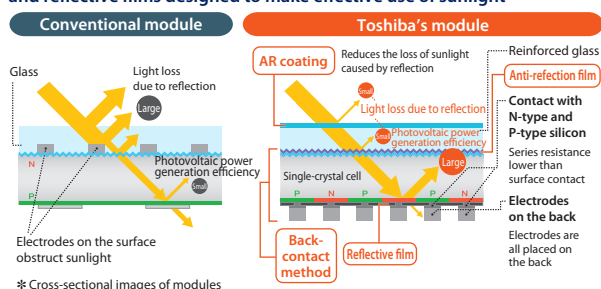 and reflective films designed to make effective use of sunlight
Conventional module
Glass
Light loss
due to reflection
Large
N
P
Photovoltaic power
generation efficiency
Small
Electrodes on the surface
obstruct sunlight
✽ Cross-sectional images of modules
Toshiba's module
AR coating
Reduces the loss of sunlight
caused by reflection
Small
Light loss due to reflection
Small
Photovoltaic power
generation efficiency
Large
Single-crystal cell
P
N
P
N
P
N
Back-
contact
method
Reflective film
Reinforced glass
Anti-refection film
Contact with
N-type and
P-type silicon
Series resistance
lower than
surface contact
Electrodes
on the back
Electrodes are
all placed on
the back